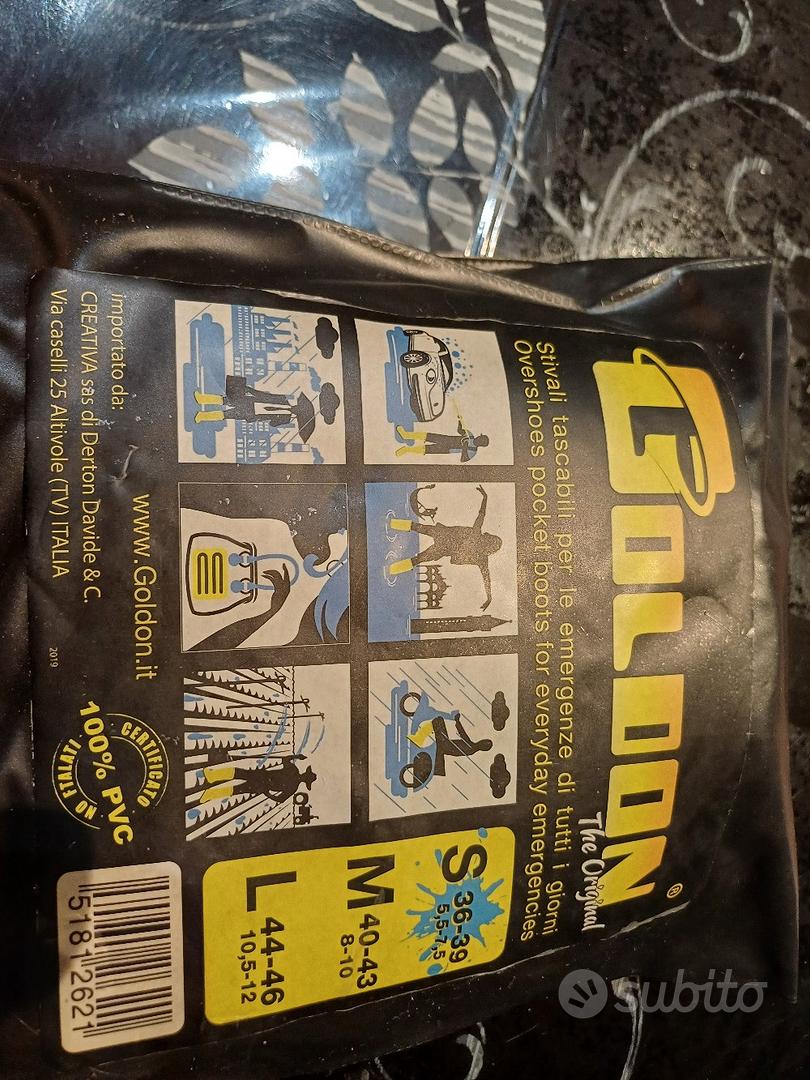 GOLDON®
The Original
Stivali tascabili per le emergenze di tutti i giorni
Overshoes pocket boots for everyday emergencies
S 36-39
5,5-7,5
M 40-43
8-10
L 44-46
10,5-12
www.Goldon.it
importato da:
CREATIVA sas di Derton Davide & C.
Via caselli 25 Altivole (TV) ITALIA
2019
CERTIFICATO
100% PVC
NO FTALATI
51812621
subito